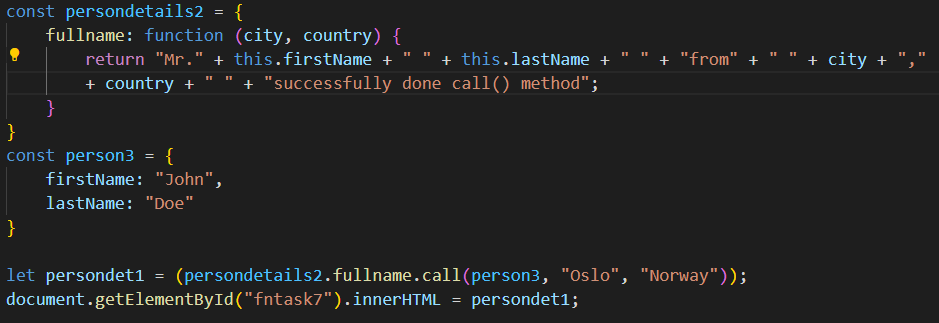 const persondetails2 = {
    fullname: function (city, country) {
        return "Mr." + this.firstName + " " + this.lastName + " " + "from" + " " + city + ","
        + country + " " + "successfully done call() method";
    }
}
const person3 = {
    firstName: "John",
    lastName: "Doe"
}

let persondet1 = (persondetails2.fullname.call(person3, "Oslo", "Norway"));
document.getElementById("fntask7").innerHTML = persondet1;